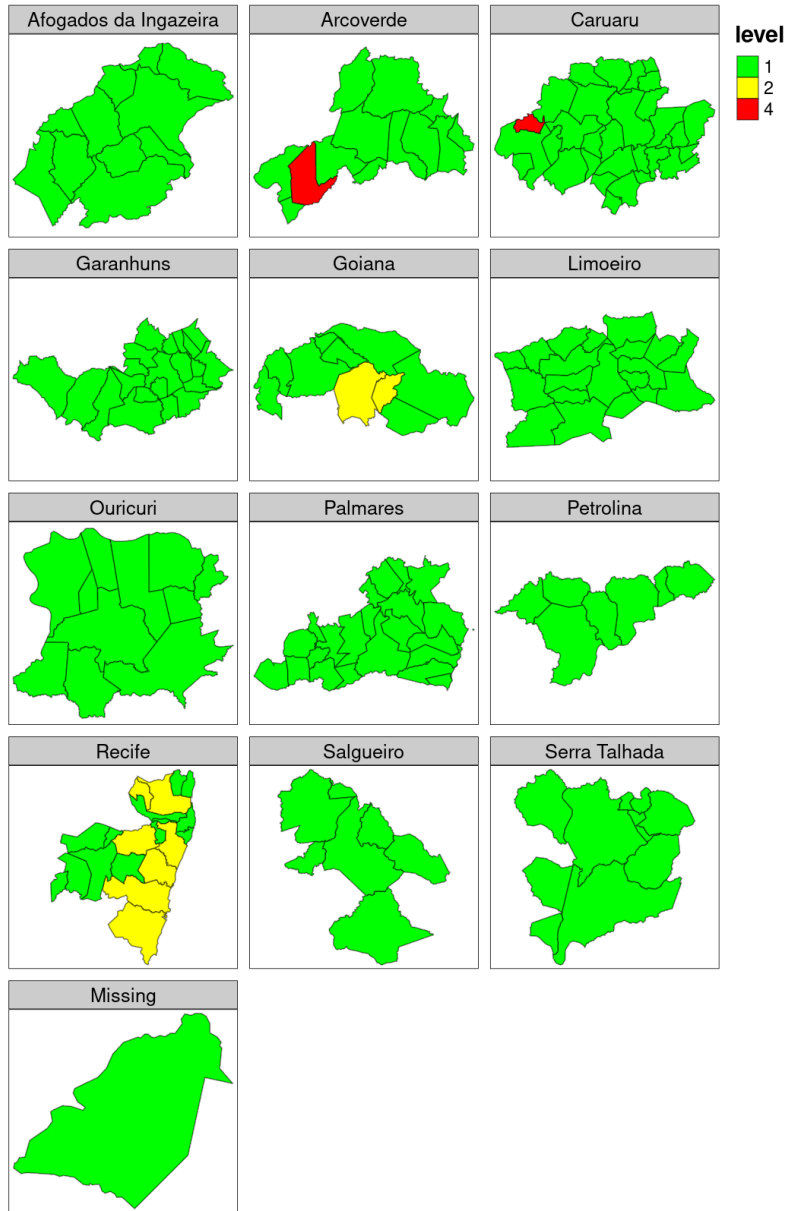 Afogados da Ingazeira
Arcoverde
Caruaru
level
1
2
4
Garanhuns
Goiana
Limoeiro
Ouricuri
Palmares
Petrolina
Recife
Salgueiro
Serra Talhada
Missing